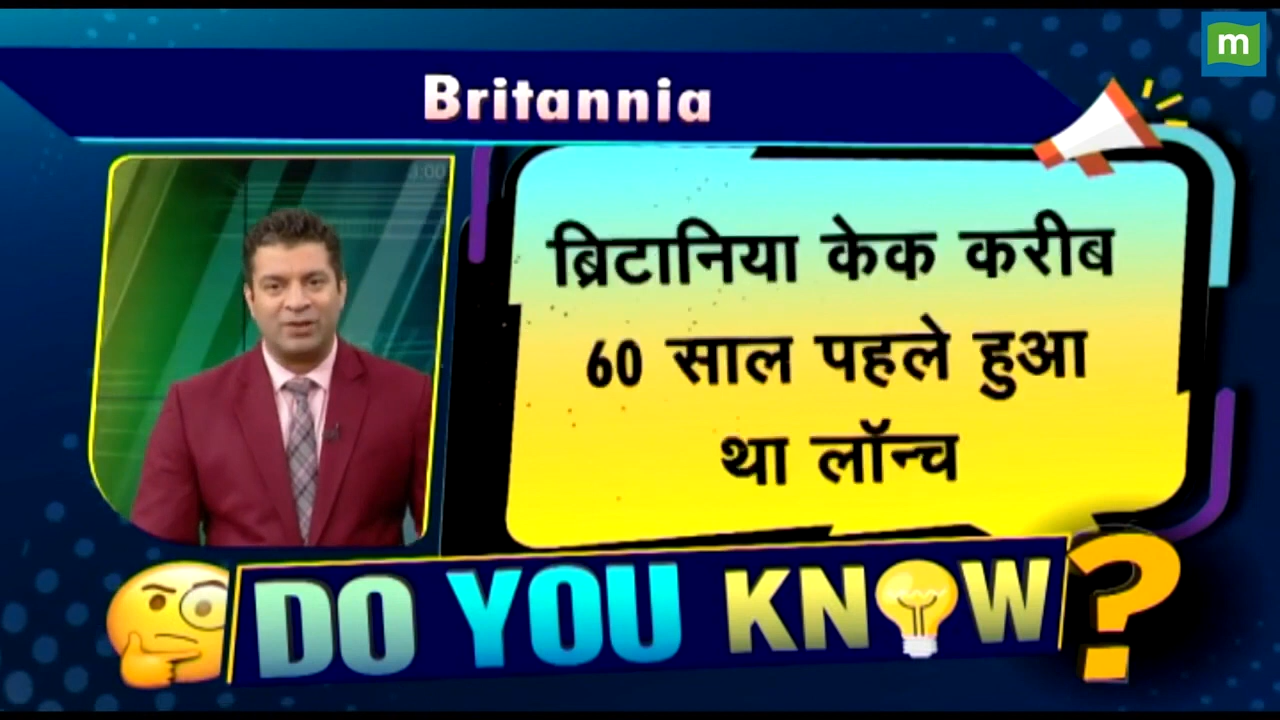 m
Britannia
ब्रिटानिया केक करीब
60 साल पहले हुआ
था लॉन्च
DO YOU KNOW?